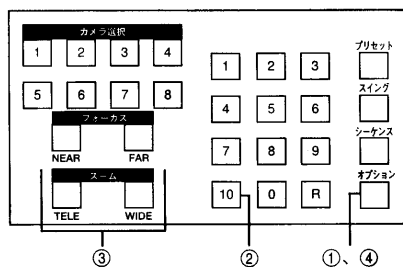 カメラ選択
1 2 3 4
5 6 7 8
フォーカス
NEAR FAR
スーム
TELE WIDE
1 2 3
4 5 6
7 8 9
10 0 R
プリセット
スイング
シーケンス
オプション
③ ② ①、④